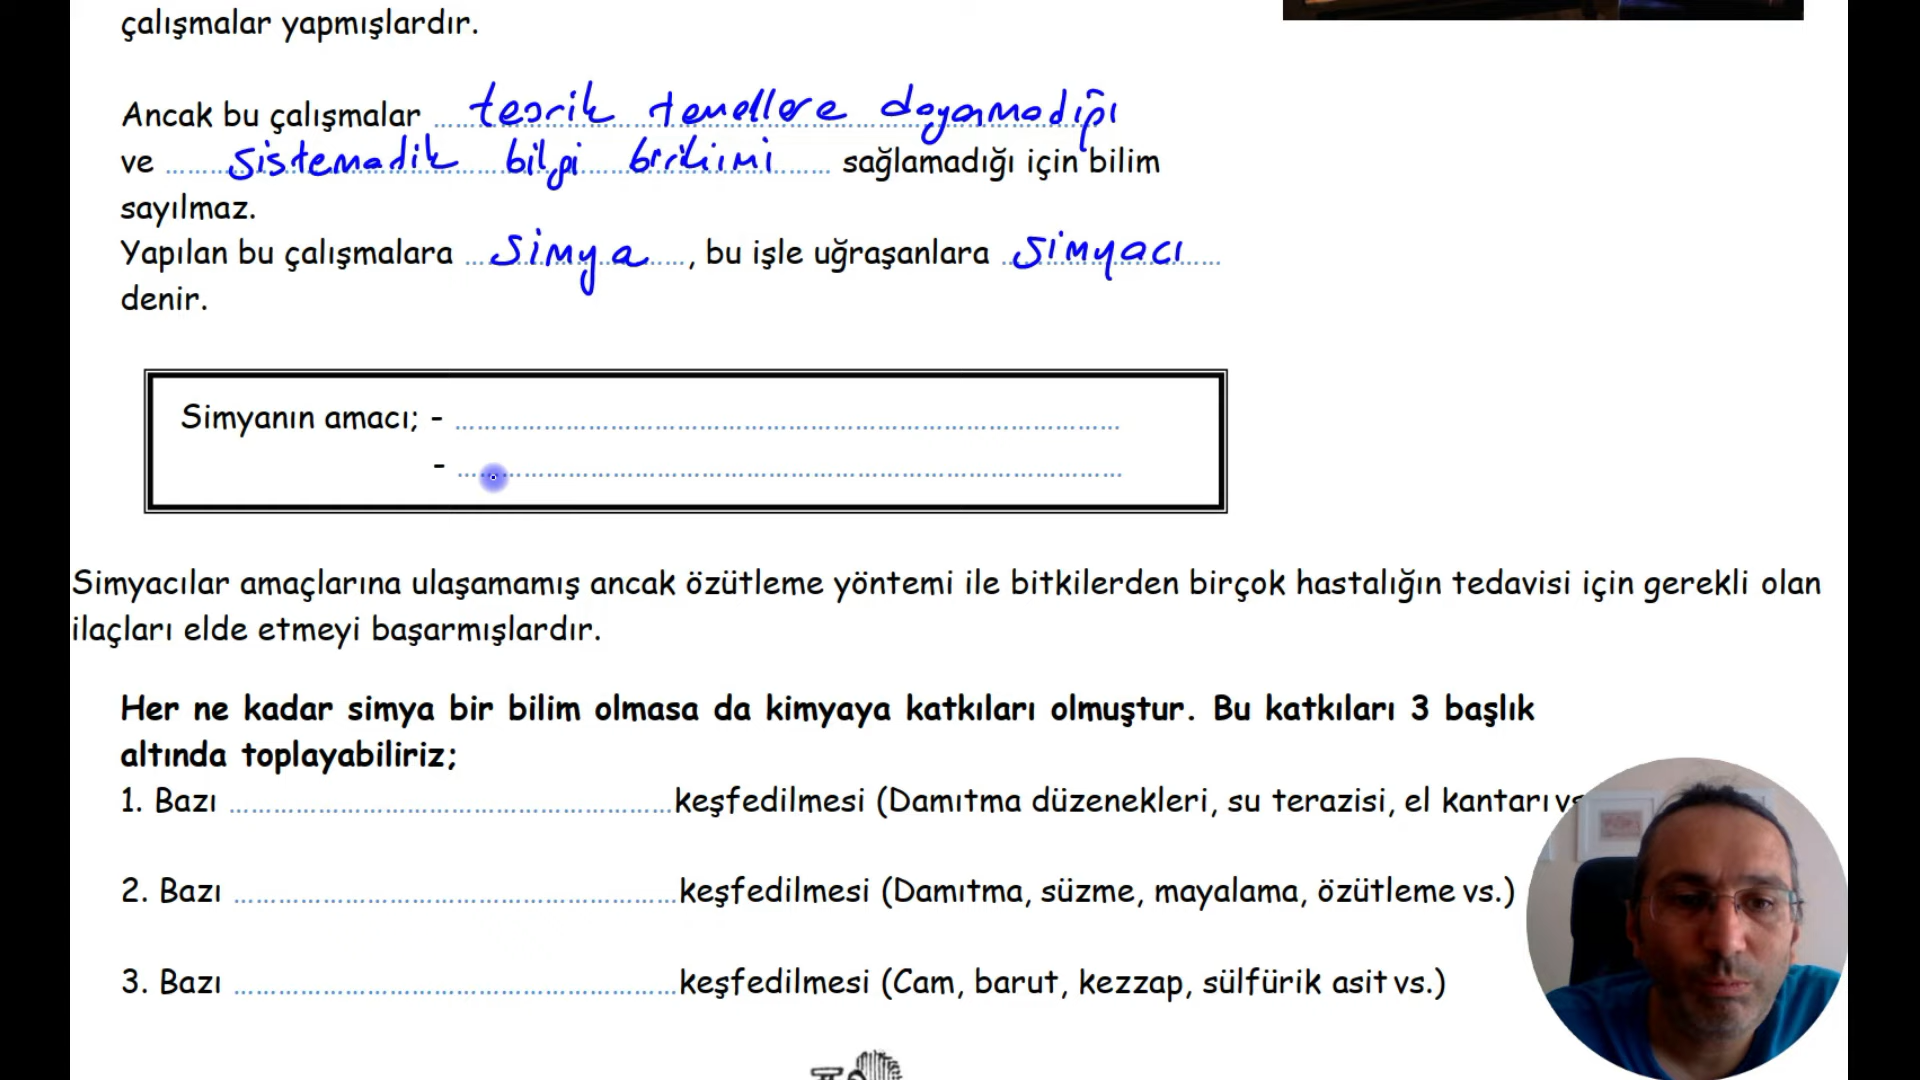 çalışmalar yapmışlardır.
Ancak bu çalışmalar teorik temellere dayanmadığı
ve sistemadik bilgi birikimi sağlamadığı için bilim
sayılmaz.
Yapılan bu çalışmalara simya, bu işle uğraşanlara simyacı
denir.
Simyanın amacı; -
-
Simyacılar amaçlarına ulaşamamış ancak özütleme yöntemi ile bitkilerden birçok hastalığın tedavisi için gerekli olan
ilaçları elde etmeyi başarmışlardır.
Her ne kadar simya bir bilim olmasa da kimyaya katkıları olmuştur. Bu katkıları 3 başlık
altında toplayabiliriz;
1. Bazı ........ keşfedilmesi (Damıtma düzenekleri, su terazisi, el kantarı vs
2. Bazı ........ keşfedilmesi (Damıtma, süzme, mayalama, özütleme vs.)
3. Bazı ........ keşfedilmesi (Cam, barut, kezzap, sülfürik asit vs.)